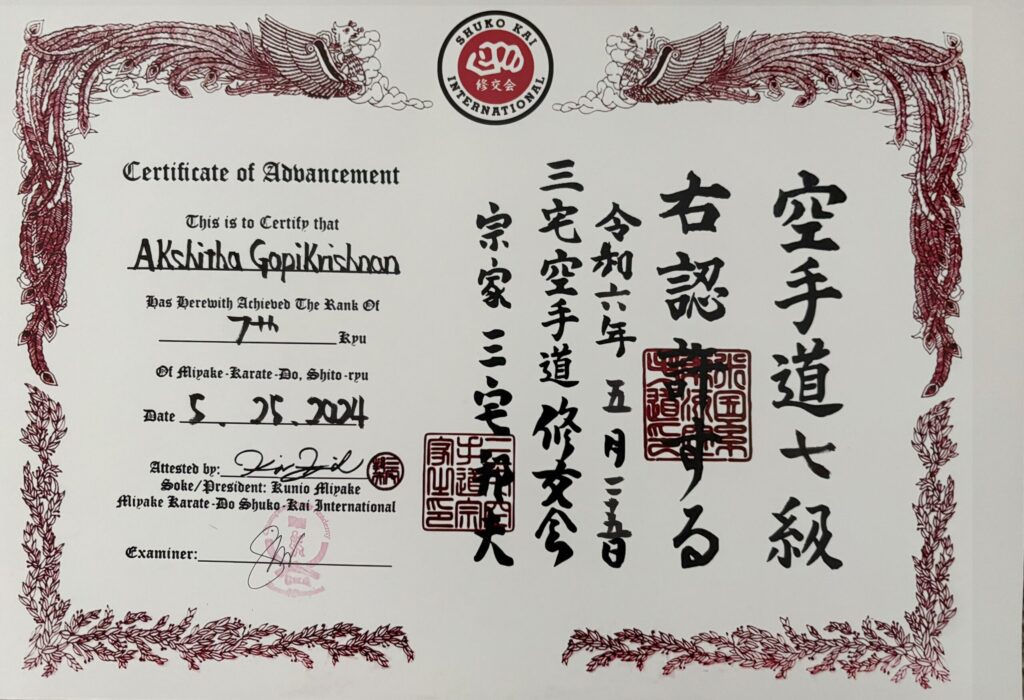 SHUKO KAI
修交会
INTERNATIONAL
Certificate of Advancement
This is to Certify that
AKshitha GopiKrishnan
Has Herewith Achieved The Rank Of
7th Kyu
Of Miyake-Karate-Do, Shito-ryu
Date 5. 25. 2024
Attested by:
Soke/President: Kunio Miyake
Miyake Karate-Do Shuko-Kai International
Examiner:
空手道七級
右認許する
令和六年 五月二十五日
三宅空手道 修交会
宗家 三宅